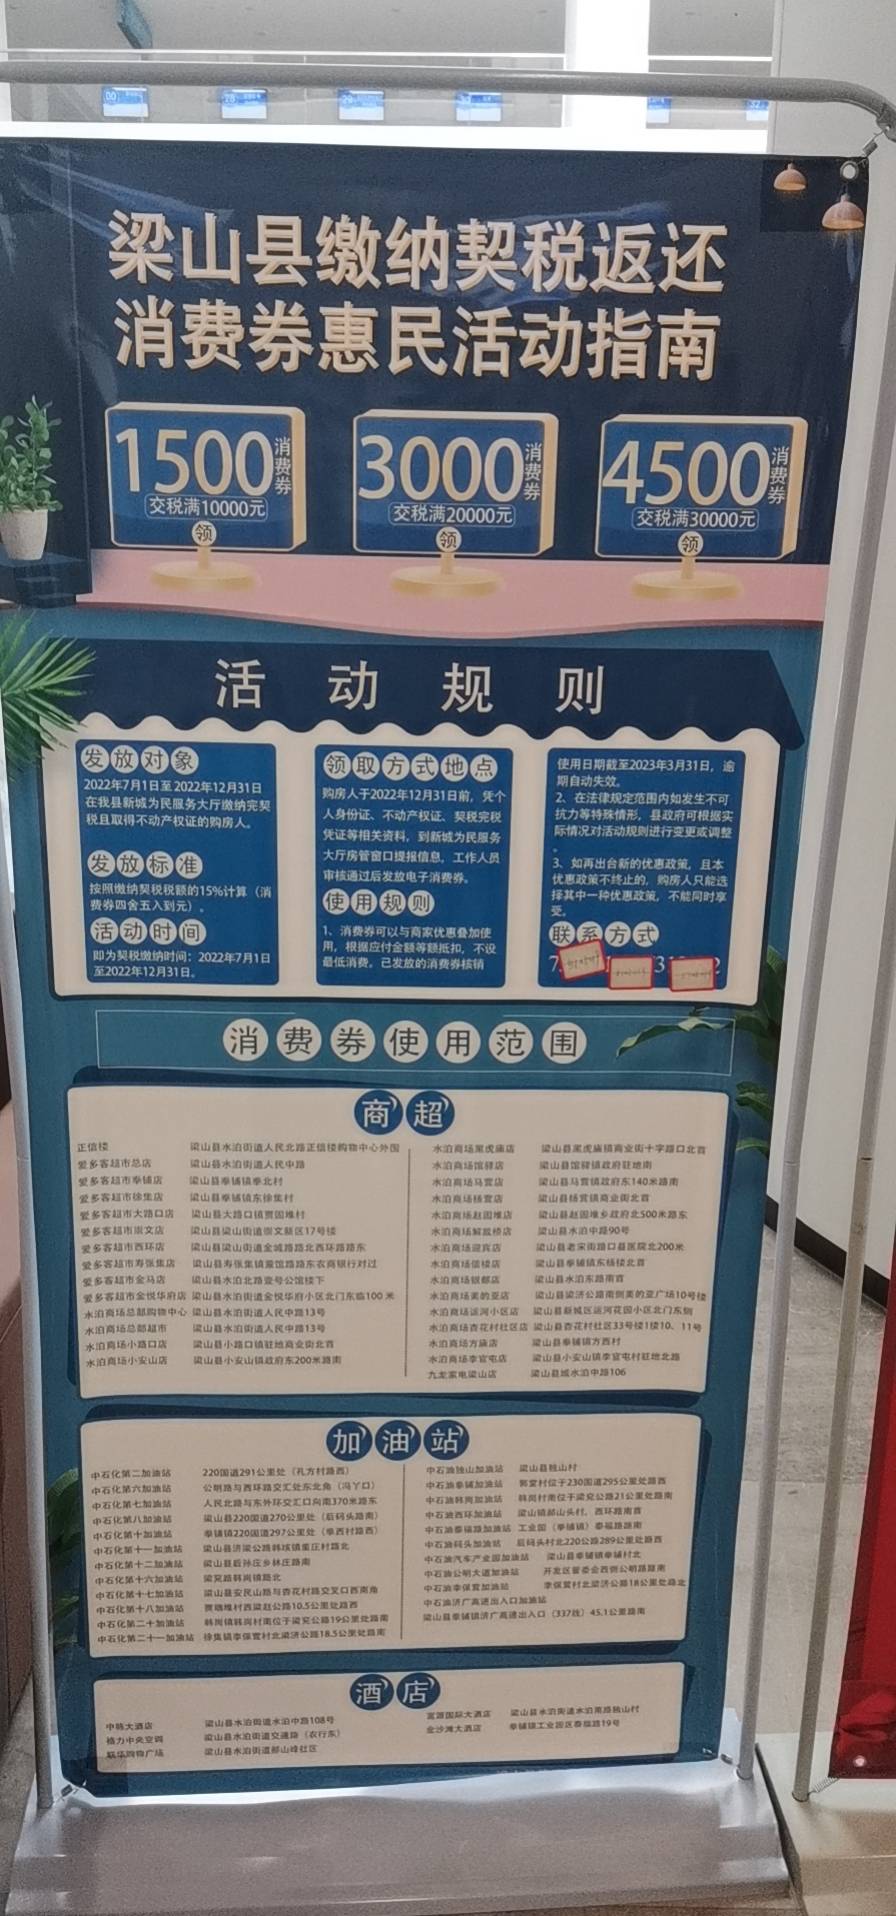 梁山县缴纳契税返还
消费券惠民活动指南
1500
消费券
交税满10000元
领
3000
消费券
交税满20000元
领
4500
消费券
交税满30000元
领
活动规则
发放对象
2022年7月1日至2022年12月31日
在我县新城为民服务大厅缴纳完契
税且取得不动产权证的购房人。
发放标准
按照缴纳契税税额的15%计算（消
费券四舍五入到元）。
活动时间
即为契税缴纳时间：2022年7月1日
至2022年12月31日。
领取方式地点
购房人于2022年12月31日前，凭个
人身份证、不动产权证、契税完税
凭证等相关资料，到新城为民服务
大厅房管窗口提报信息，工作人员
审核通过后发放电子消费券。
使用规则
1、消费券可以与商家优惠叠加使
用，根据应付金额等额抵扣，不设
最低消费，已发放的消费券核销
使用日期截至2023年3月31日，逾
期自动失效。
2、在法律规定范围内如发生不可
抗力等特殊情形，县政府可根据实
际情况对活动规则进行变更或调整
。
3、如再出台新的优惠政策，且本
优惠政策不终止的，购房人只能选
择其中一种优惠政策，不能同时享
受。
联系方式
消费券使用范围
商超
正信楼 梁山县水泊街道人民北路正信楼购物中心外围
爱多客超市总店 梁山县水泊街道人民中路
爱多客超市奉铺店 梁山县拳铺镇拳北村
爱多客超市徐集店 梁山县拳铺镇东徐集村
爱多客超市大路口店 梁山县大路口镇贾固堆村
爱多客超市崇文店 梁山县梁山街道崇文新区17号楼
爱多客超市西环店 梁山县梁山街道金城路路北西环路路东
爱多客超市寿张集店 梁山县寿张集镇董馆路路东农商银行对过
爱多客超市金马店 梁山县水泊北路壹号公馆楼下
爱多客超市金悦华府店 梁山县水泊街道金悦华府小区北门东临100米
水泊商场总部购物中心 梁山县水泊街道人民中路13号
水泊商场总部超市 梁山县水泊街道人民中路13号
水泊商场小路口店 梁山县小路口镇驻地商业街北首
水泊商场小安山店 梁山县小安山镇政府东200米路南
水泊商场黑虎庙店 梁山县黑虎庙镇商业街十字路口北首
水泊商场馆驿店 梁山县馆驿镇政府驻地南
水泊商场马营店 梁山县马营镇政府东140米路南
水泊商场杨营店 梁山县杨营镇商业街北首
水泊商场赵固堆店 梁山县赵固堆乡政府北500米路东
水泊商场解放桥店 梁山县水泊中路90号
水泊商场迎宾店 梁山县老宋街路口县医院北200米
水泊商场信楼店 梁山县拳铺镇东杨楼北首
水泊商场银都店 梁山县水泊东路南首
水泊商场美的亚店 梁山县梁济公路南侧美的亚广场10号楼
水泊商场运河小区店 梁山县新城区运河花园小区北门东侧
水泊商场杏花村社区店 梁山县杏花村社区33号楼1楼10、11号
水泊商场方庙店 梁山县拳铺镇方西村
水泊商场李官屯店 梁山县小安山镇李官屯村驻地北路
九龙家电梁山店 梁山县城水泊中路106
加油站
中石化第二加油站 220国道291公里处（孔方村路西）
中石化第六加油站 公明路与西环路交汇处东北角（冯丫口）
中石化第七加油站 人民北路与东外环交汇口向南370米路东
中石化第八加油站 梁山县220国道270公里处（后码头路南）
中石化第十加油站 拳铺镇220国道297公里处（拳西村路西）
中石化第十一加油站 梁山县济梁公路韩垓镇董庄村路北
中石化第十二加油站 梁山县后孙庄乡林庄路南
中石化第十六加油站 梁兖路韩岗镇路北
中石化第十七加油站 梁山县安民山路与杏花村路交叉口西南角
中石化第十八加油站 贾堌堆村西梁赵公路10.5公里处路西
中石化第二十加油站 韩岗镇韩岗村南位于梁兖公路19公里处路南
中石化第二十一加油站 徐集镇李保营村北梁济公路18.5公里处路南
中石油独山加油站 梁山县独山村
中石油拳铺加油站 郭堂村位于230国道295公里处路西
中石油韩岗加油站 韩岗村南位于梁兖公路21公里处路南
中石油西环加油站 梁山镇郝山头村，西环路南首
中石油泰福路加油站 工业园（拳铺镇）泰福路路南
中石油码头加油站 后码头村北220公路289公里处路西
中石油汽车产业园加油站 梁山县拳铺镇拳铺村北
中石油公明大道加油站 开发区管委会西侧公明路路南
中石油李保营加油站 李保营村北梁济公路18公里处路北
中石油济广高速出入口加油站
梁山县拳铺镇济广高速出入口（337线）45.1公里路南
酒店
中栋大酒店 梁山县水泊街道水泊中路108号
格力中央空调 梁山县水泊街道交通路（农行东）
联华购物广场 梁山县水泊街道郝山峰社区
富源国际大酒店 梁山县水泊街道水泊南路独山村
金沙滩大酒店 拳铺镇工业园区泰福路19号